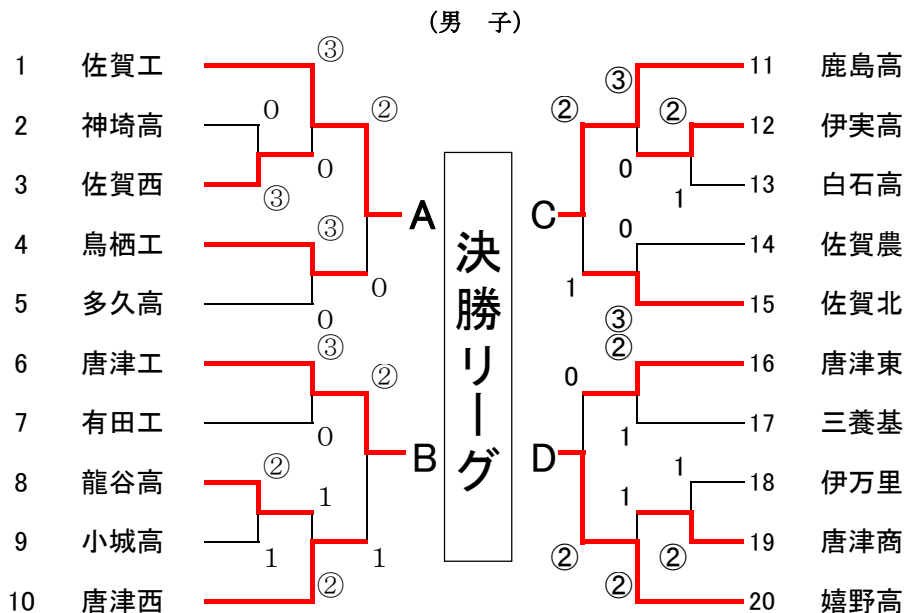 (男 子)
③
1 佐賀工
0
②
2 神埼高
0
3 佐賀西
③
A
③
4 鳥栖工
0
5 多久高
0
③
6 唐津工
②
7 有田工
0
B
②
8 龍谷高
1
9 小城高
1
1
②
10 唐津西
決勝リーグ
11 鹿島高
③
②
②
12 伊実高
0
13 白石高
1
C
0
14 佐賀農
1
15 佐賀北
③
②
16 唐津東
0
17 三養基
1
D
1
18 伊万里
1
19 唐津商
②
②
②
20 嬉野高